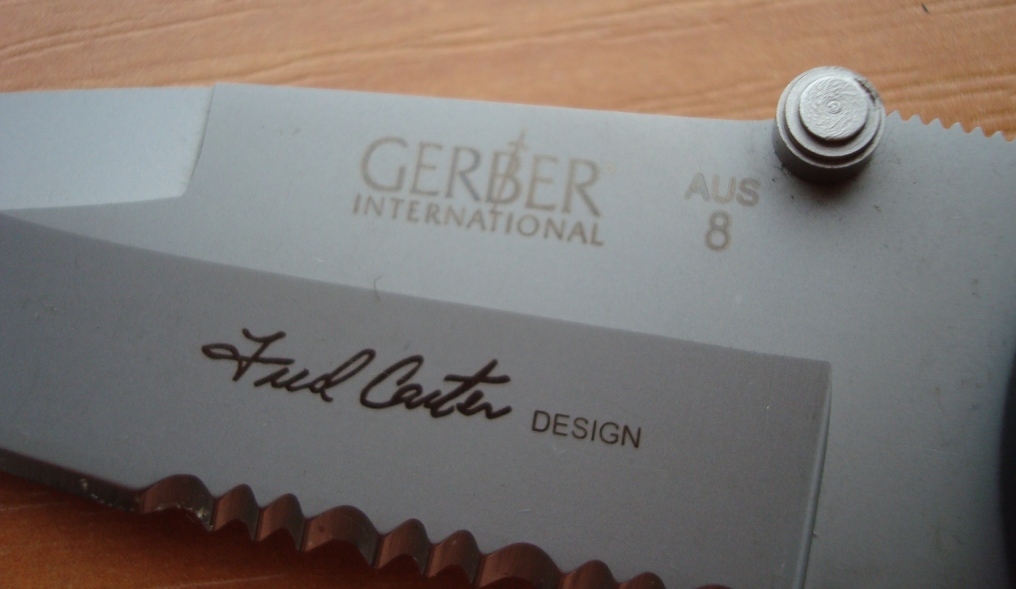 GERBER
INTERNATIONAL
AUS
8
Fred Carter DESIGN